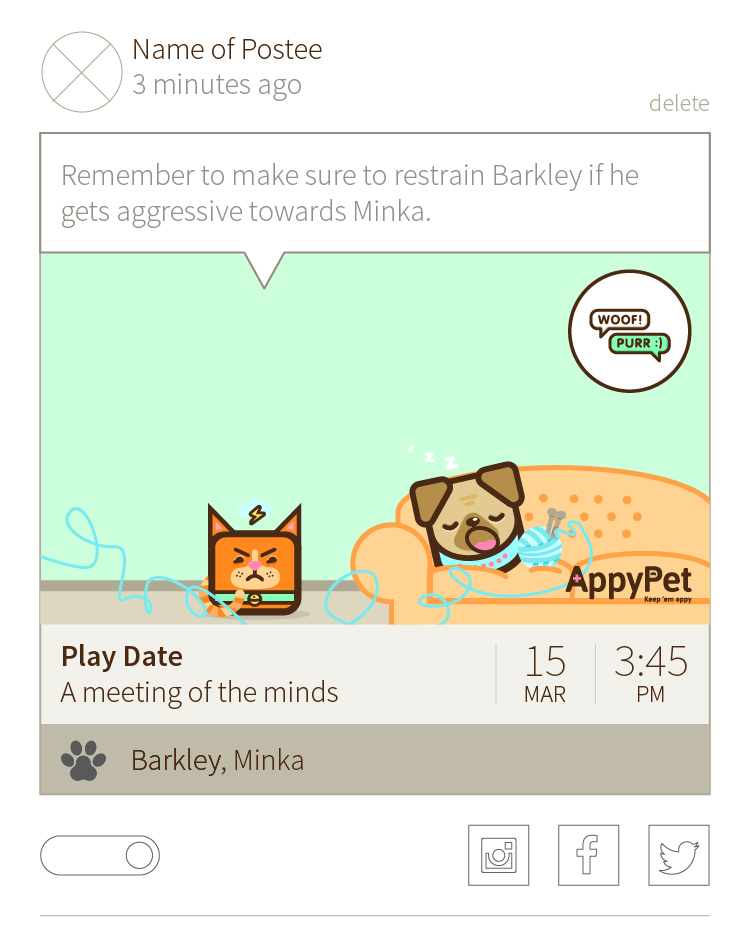 Name of Postee
3 minutes ago
delete
Remember to make sure to restrain Barkley if he
gets aggressive towards Minka.
WOOF!
PURR :)
z z z
AppyPet
Keep 'em appy
Play Date
A meeting of the minds
15
MAR
3:45
PM
Barkley, Minka